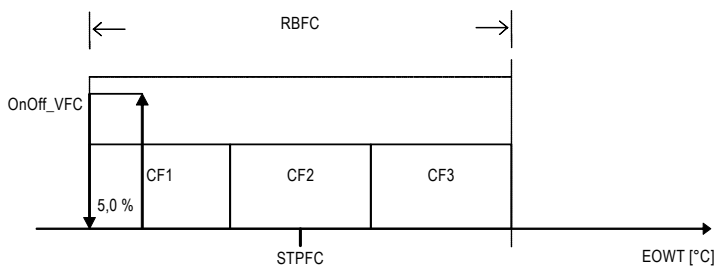 RBFC
OnOff_VFC
CF1
CF2
CF3
5,0 %
STPFC
EOWT [°C]